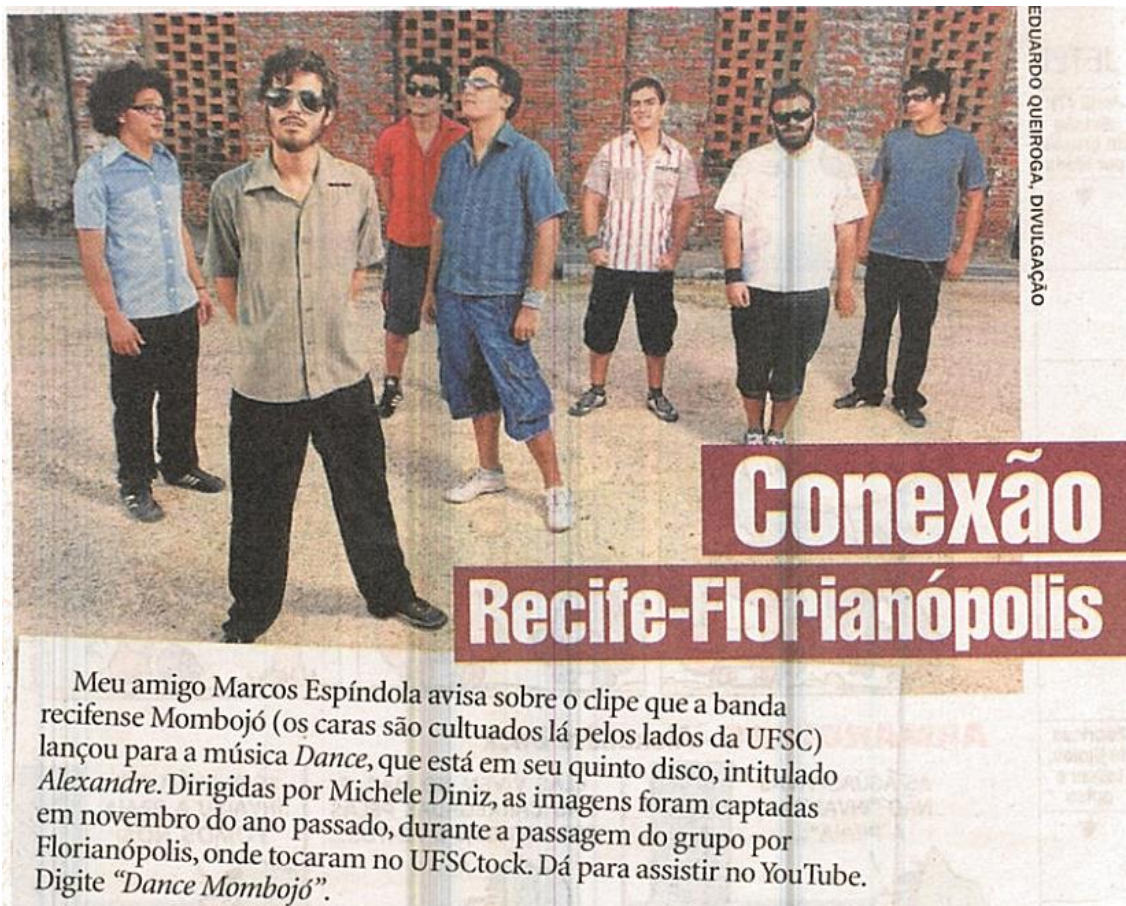 EDUARDO QUEIROGA, DIVULGAÇÃO
Conexão
Recife-Florianópolis
Meu amigo Marcos Espíndola avisa sobre o clipe que a banda
recifense Mombojó (os caras são cultuados lá pelos lados da UFSC)
lançou para a música Dance, que está em seu quinto disco, intitulado
Alexandre. Dirigidas por Michele Diniz, as imagens foram captadas
em novembro do ano passado, durante a passagem do grupo por
Florianópolis, onde tocaram no UFSCtock. Dá para assistir no YouTube.
Digite “Dance Mombojó”.